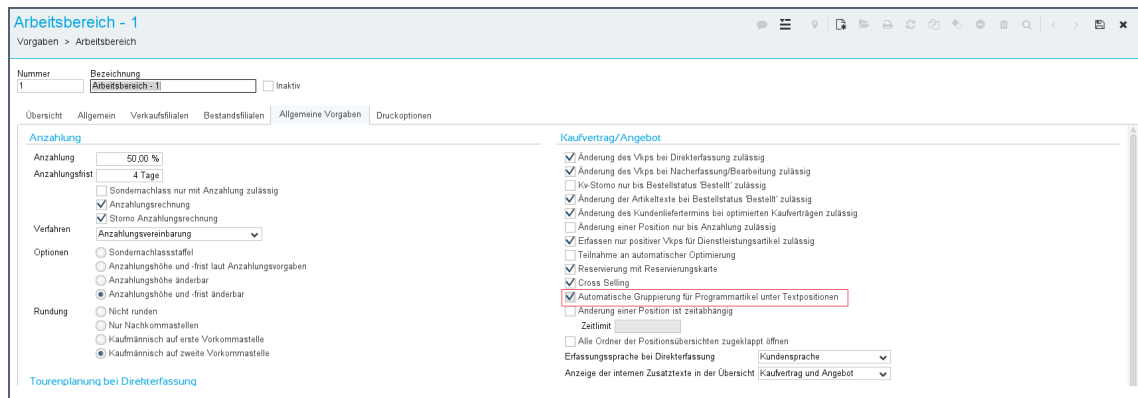 Arbeitsbereich - 1
Vorgaben > Arbeitsbereich
Nummer
Bezeichnung
1
Arbeitsbereich - 1
Inaktiv
Übersicht
Allgemein
Verkaufsfilialen
Bestandsfilialen
Allgemeine Vorgaben
Druckoptionen
Anzahlung
Anzahlung 50,00 %
Anzahlungsfrist 4 Tage
Sondernachlass nur mit Anzahlung zulässig
Anzahlungsrechnung
Storno Anzahlungsrechnung
Verfahren Anzahlungsvereinbarung
Optionen Sondernachlassstaffel
Anzahlungshöhe und -frist laut Anzahlungsvorgaben
Anzahlungshöhe änderbar
Anzahlungshöhe und -frist änderbar
Rundung Nicht runden
Nur Nachkommastellen
Kaufmännisch auf erste Vorkommastelle
Kaufmännisch auf zweite Vorkommastelle
Tourenplanung bei Direkterfassung
Kaufvertrag/Angebot
Änderung des Vkps bei Direkterfassung zulässig
Änderung des Vkps bei Nacherfassung/Bearbeitung zulässig
Kv-Storno nur bis Bestellstatus 'Bestellt' zulässig
Änderung der Artikeltexte bei Bestellstatus 'Bestellt' zulässig
Änderung des Kundenliefertermins bei optimierten Kaufverträgen zulässig
Änderung einer Position nur bis Anzahlung zulässig
Erfassen nur positiver Vkps für Dienstleistungsartikel zulässig
Teilnahme an automatischer Optimierung
Reservierung mit Reservierungskarte
Cross Selling
Automatische Gruppierung für Programmartikel unter Textpositionen
Änderung einer Position ist zeitabhängig
Zeitlimit
Alle Ordner der Positionsübersichten zugeklappt öffnen
Erfassungssprache bei Direkterfassung Kundensprache
Anzeige der internen Zusatztexte in der Übersicht Kaufvertrag und Angebot